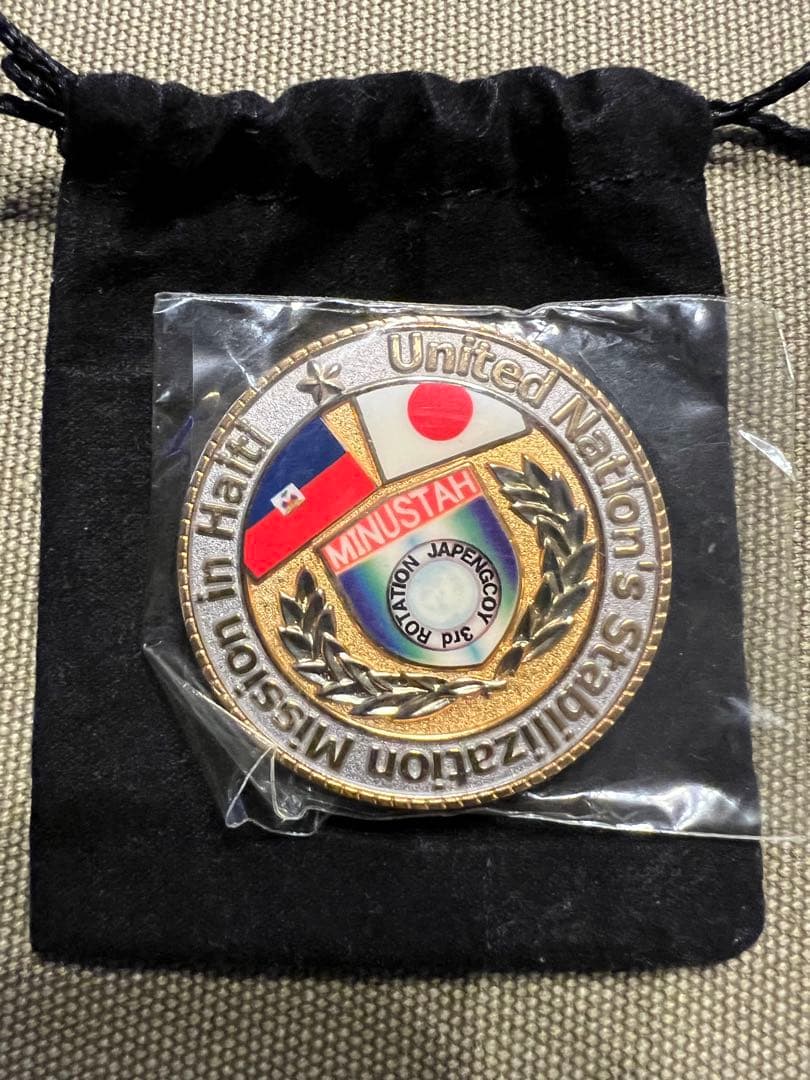 United Nation's Stabilization Mission in Haiti
MINUSTAH
JAPENGCOY 3rd ROTATION